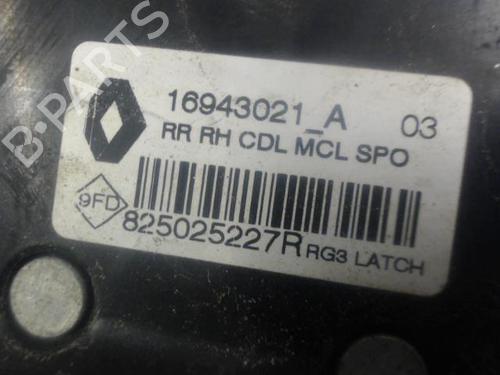 16943021_A 03
RR RH CDL MCL SPO
9FD
825025227R RG3 LATCH
B-PARTS